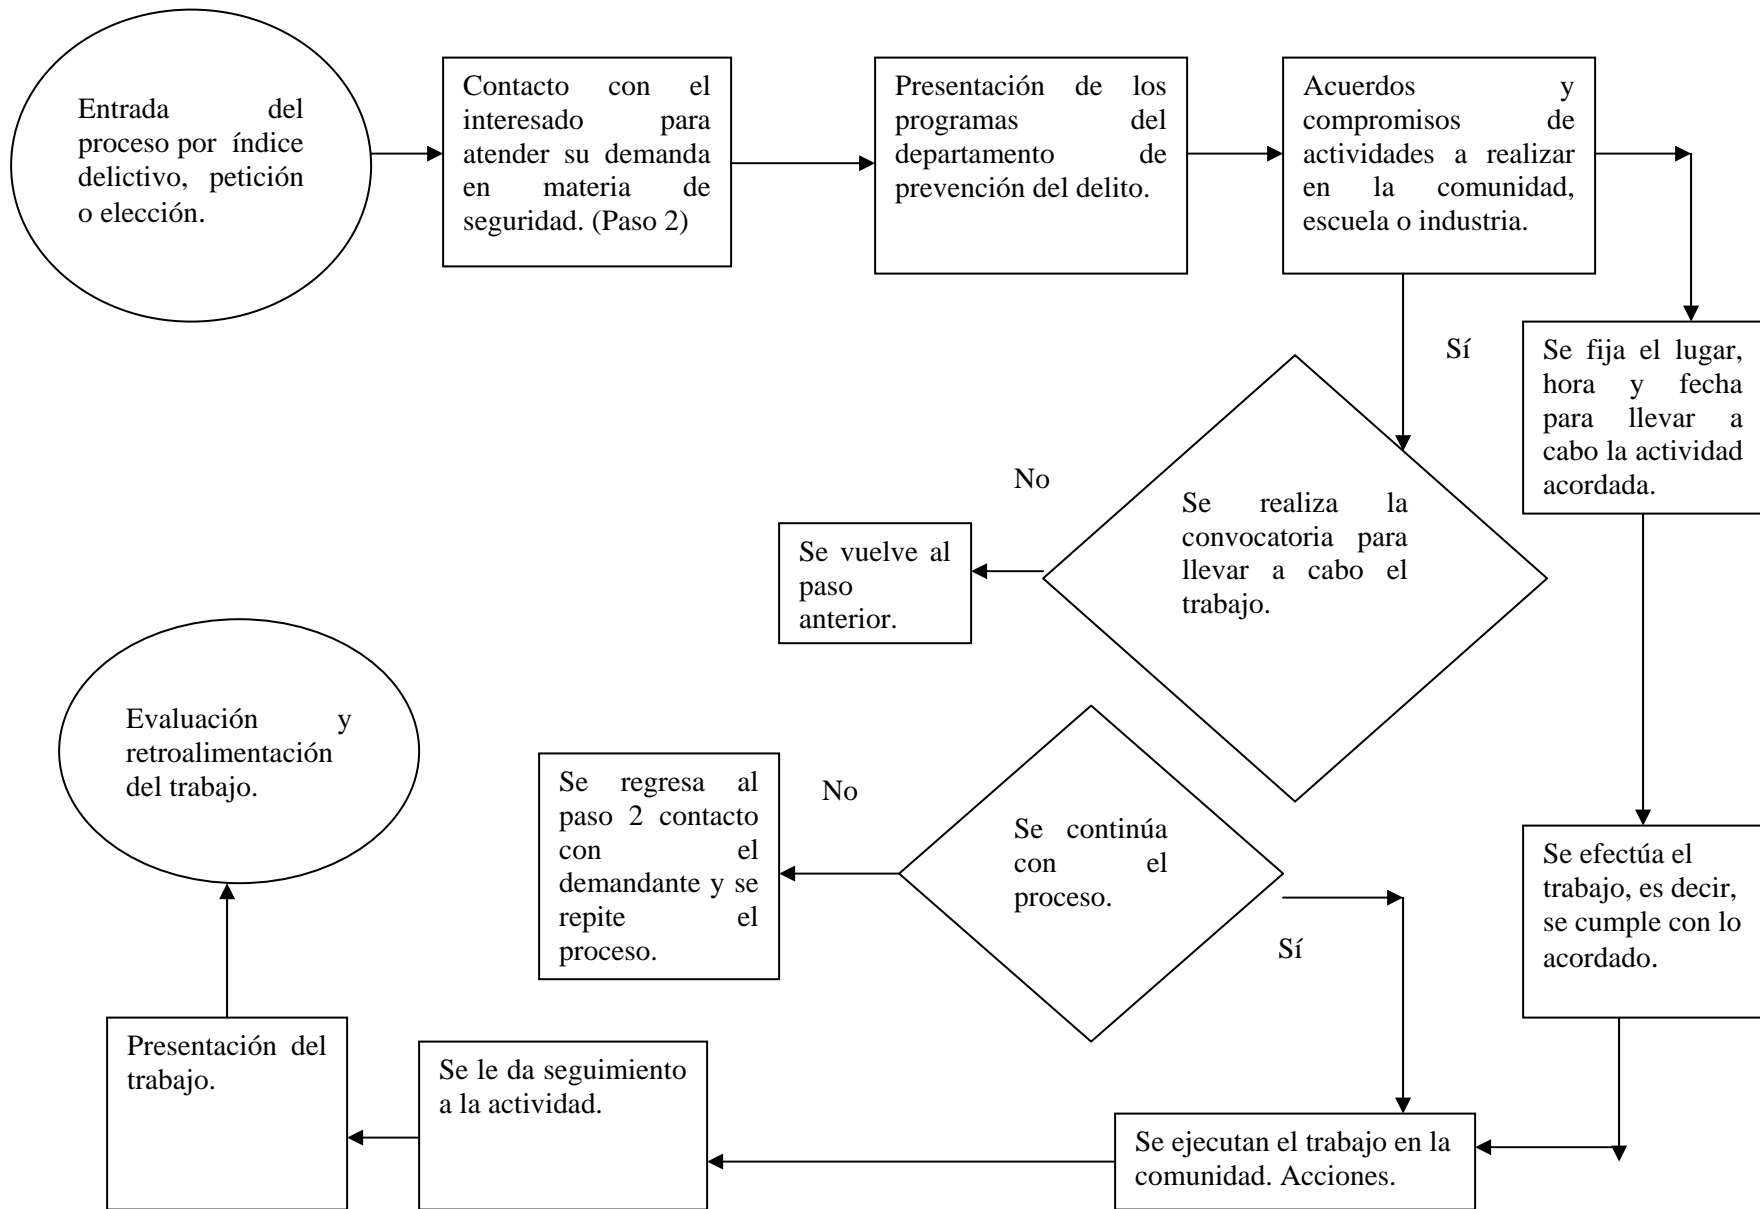 Entrada del
proceso por índice
delictivo, petición
o elección.
Contacto con el
interesado para
atender su demanda
en materia de
seguridad. (Paso 2)
Presentación de los
programas del
departamento de
prevención del delito.
Acuerdos y
compromisos de
actividades a realizar
en la comunidad,
escuela o industria.
Sí
Se fija el lugar,
hora y fecha
para llevar a
cabo la actividad
acordada.
No
Se realiza la
convocatoria para
llevar a cabo el
trabajo.
Se vuelve al
paso
anterior.
Evaluación y
retroalimentación
del trabajo.
Se regresa al
paso 2 contacto
con el
demandante y se
repite el
proceso.
No
Se continúa
con el
proceso.
Sí
Se efectúa el
trabajo, es decir,
se cumple con lo
acordado.
Presentación del
trabajo.
Se le da seguimiento
a la actividad.
Se ejecutan el trabajo en la
comunidad. Acciones.